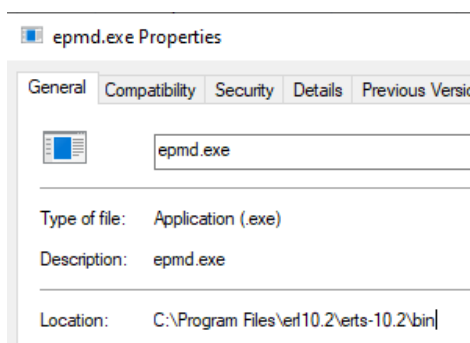 epmd.exe Properties
General Compatibility Security Details Previous Versic
epmd.exe
Type of file: Application (.exe)
Description: epmd.exe
Location: C:\Program Files\erl10.2\erts-10.2\bin